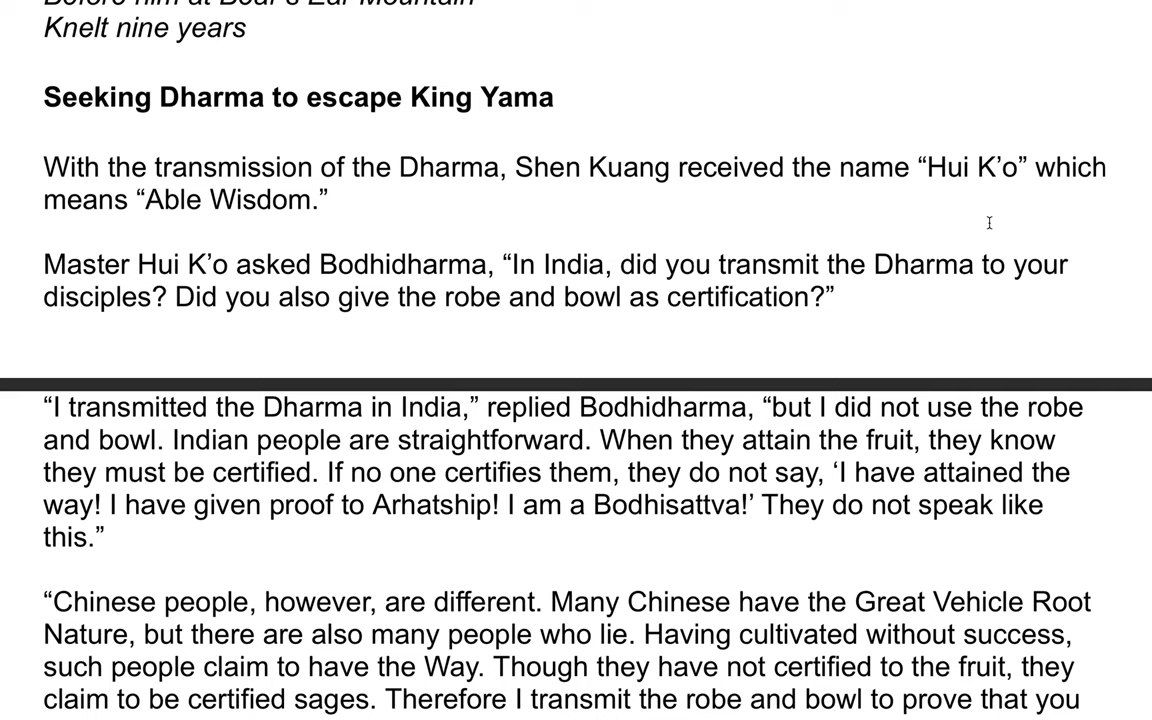 Before him at Bear's Ear Mountain
Knelt nine years
Seeking Dharma to escape King Yama
With the transmission of the Dharma, Shen Kuang received the name “Hui K’o” which
means “Able Wisdom.”
Master Hui K’o asked Bodhidharma, “In India, did you transmit the Dharma to your
disciples? Did you also give the robe and bowl as certification?”
“I transmitted the Dharma in India,” replied Bodhidharma, “but I did not use the robe
and bowl. Indian people are straightforward. When they attain the fruit, they know
they must be certified. If no one certifies them, they do not say, ‘I have attained the
way! I have given proof to Arhatship! I am a Bodhisattva!’ They do not speak like
this.”
“Chinese people, however, are different. Many Chinese have the Great Vehicle Root
Nature, but there are also many people who lie. Having cultivated without success,
such people claim to have the Way. Though they have not certified to the fruit, they
claim to be certified sages. Therefore I transmit the robe and bowl to prove that you